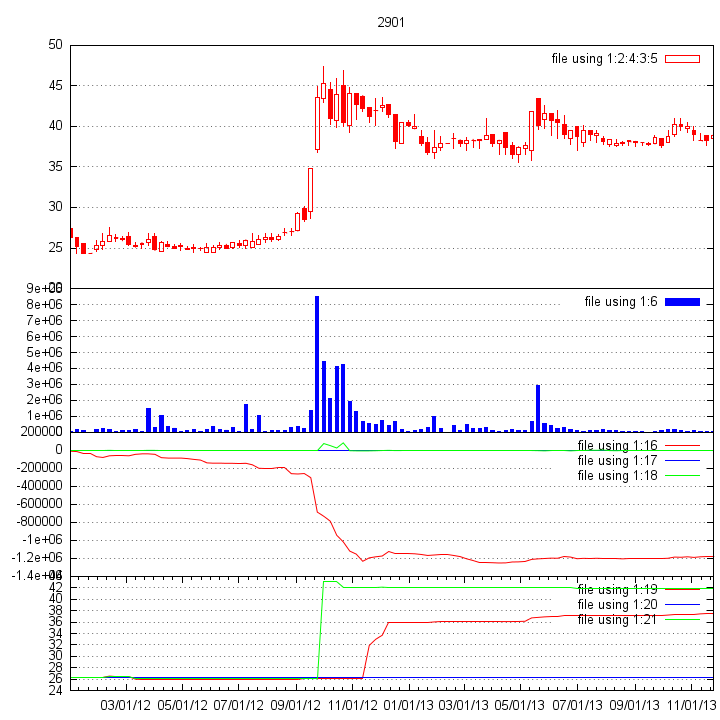 2901
50
file using 1:2:4:3:5
45
40
35
30
25
20
9e+06
file using 1:6
8e+06
7e+06
6e+06
5e+06
4e+06
3e+06
2e+06
1e+06
200000
file using 1:16
0
file using 1:17
-200000
file using 1:18
-400000
-600000
-800000
-1e+06
-1.2e+06
-1.4e+06
42
file using 1:19
40
file using 1:20
38
file using 1:21
36
34
32
30
28
26
24
03/01/12 05/01/12 07/01/12 09/01/12 11/01/12 01/01/13 03/01/13 05/01/13 07/01/13 09/01/13 11/01/13